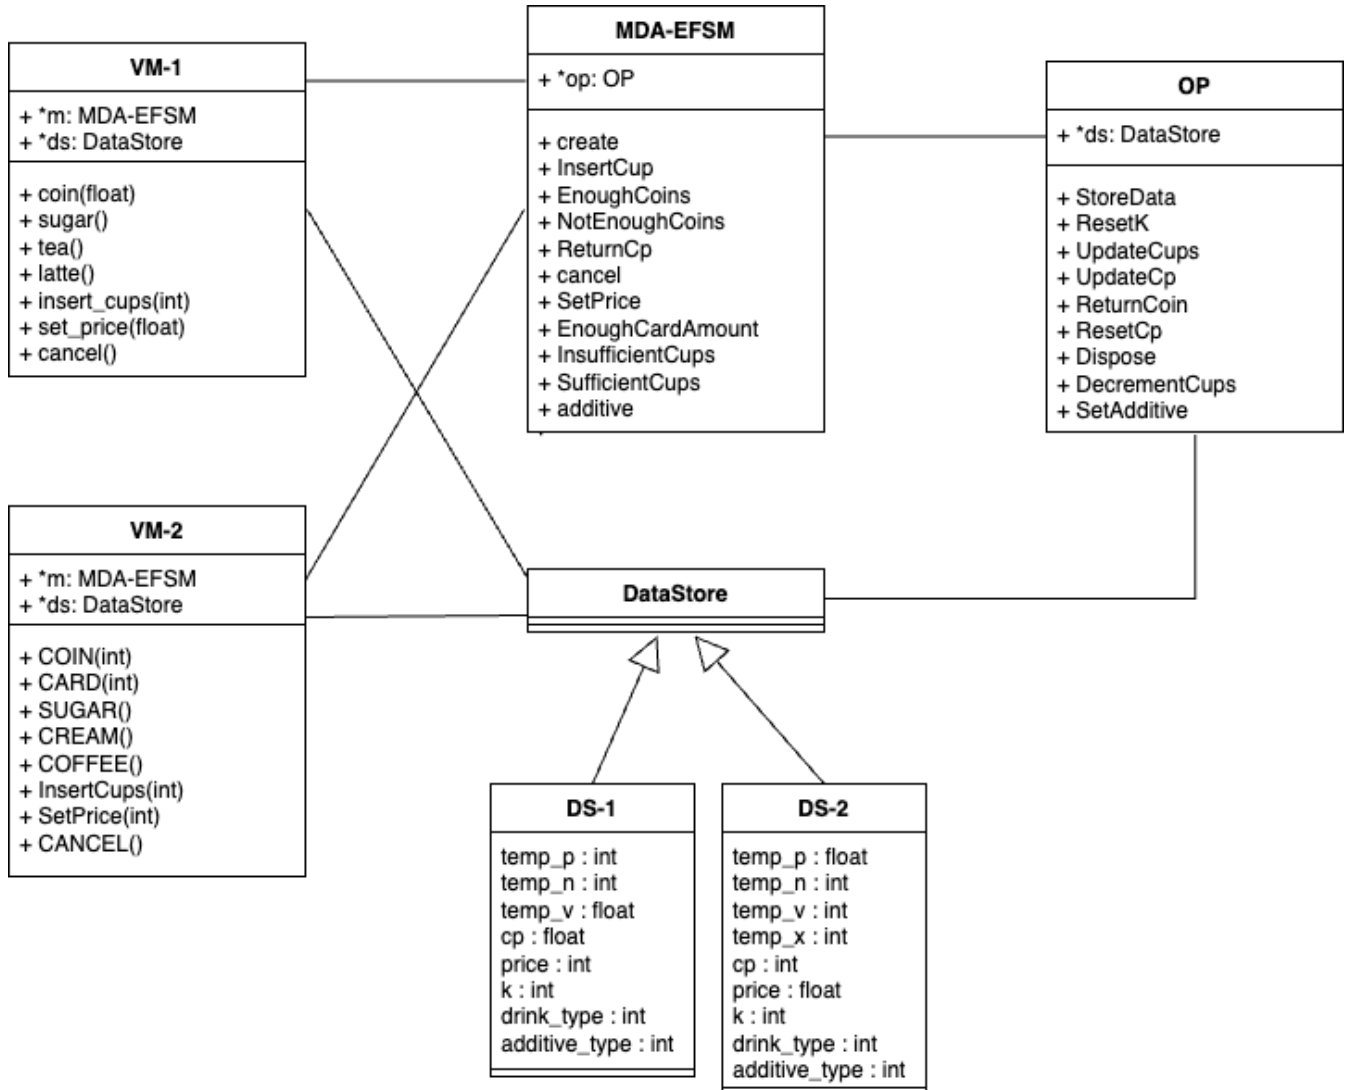 VM-1
+ *m: MDA-EFSM
+ *ds: DataStore
+ coin(float)
+ sugar()
+ tea()
+ latte()
+ insert_cups(int)
+ set_price(float)
+ cancel()
MDA-EFSM
+ *op: OP
+ create
+ InsertCup
+ EnoughCoins
+ NotEnoughCoins
+ ReturnCp
+ cancel
+ SetPrice
+ EnoughCardAmount
+ InsufficientCups
+ SufficientCups
+ additive
OP
+ *ds: DataStore
+ StoreData
+ ResetK
+ UpdateCups
+ UpdateCp
+ ReturnCoin
+ ResetCp
+ Dispose
+ DecrementCups
+ SetAdditive
VM-2
+ *m: MDA-EFSM
+ *ds: DataStore
+ COIN(int)
+ CARD(int)
+ SUGAR()
+ CREAM()
+ COFFEE()
+ InsertCups(int)
+ SetPrice(int)
+ CANCEL()
DataStore
DS-1
temp_p : int
temp_n : int
temp_v : float
cp : float
price : int
k : int
drink_type : int
additive_type : int
DS-2
temp_p : float
temp_n : int
temp_v : int
temp_x : int
cp : int
price : float
k : int
drink_type : int
additive_type : int